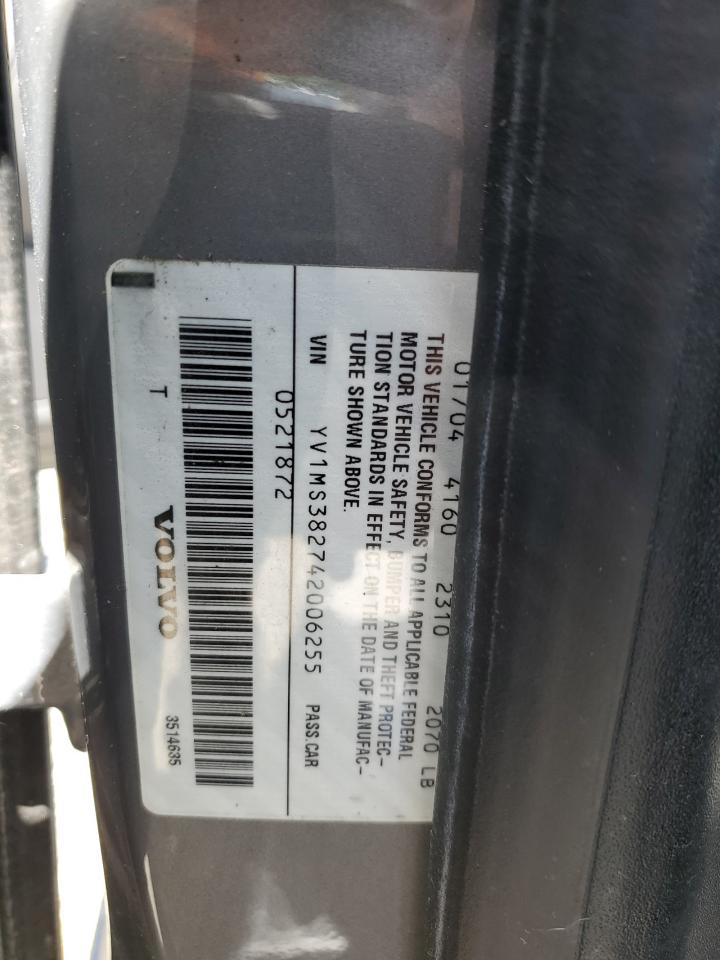 01/04 4160 2310 2070 LB
THIS VEHICLE CONFORMS TO ALL APPLICABLE FEDERAL
MOTOR VEHICLE SAFETY, BUMPER AND THEFT PROTEC-
TION STANDARDS IN EFFECT ON THE DATE OF MANUFAC-
TURE SHOWN ABOVE.
VIN YV1MS382742006255 PASS.CAR
0521872
T VOLVO 3514635